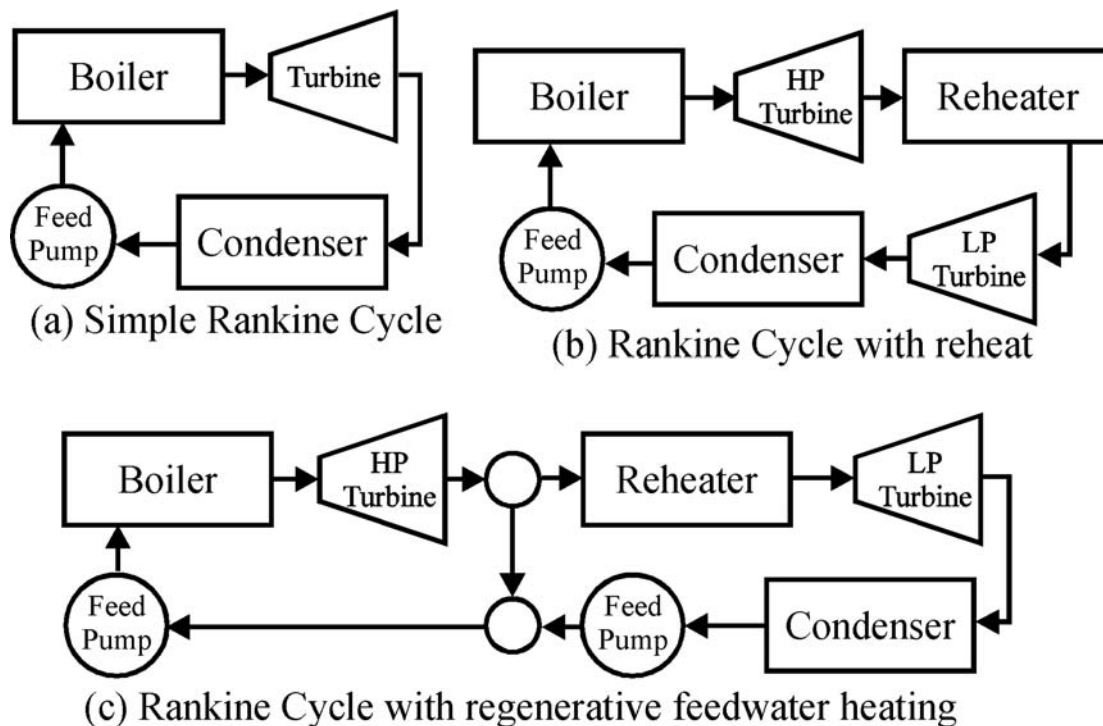 Boiler
Turbine
Feed
Pump
Condenser
(a) Simple Rankine Cycle
Boiler
HP
Turbine
Reheater
Feed
Pump
Condenser
LP
Turbine
(b) Rankine Cycle with reheat
Boiler
HP
Turbine
Reheater
LP
Turbine
Feed
Pump
Feed
Pump
Condenser
(c) Rankine Cycle with regenerative feedwater heating